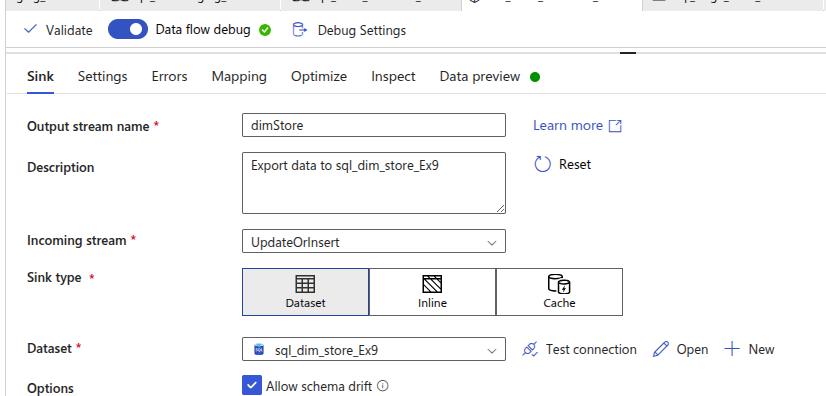 Validate Data flow debug Debug Settings
Sink Settings Errors Mapping Optimize Inspect Data preview
Output stream name * dimStore Learn more
Description Export data to sql_dim_store_Ex9 Reset
Incoming stream * UpdateOrInsert
Sink type * Dataset Inline Cache
Dataset * sql_dim_store_Ex9 Test connection Open New
Options Allow schema drift